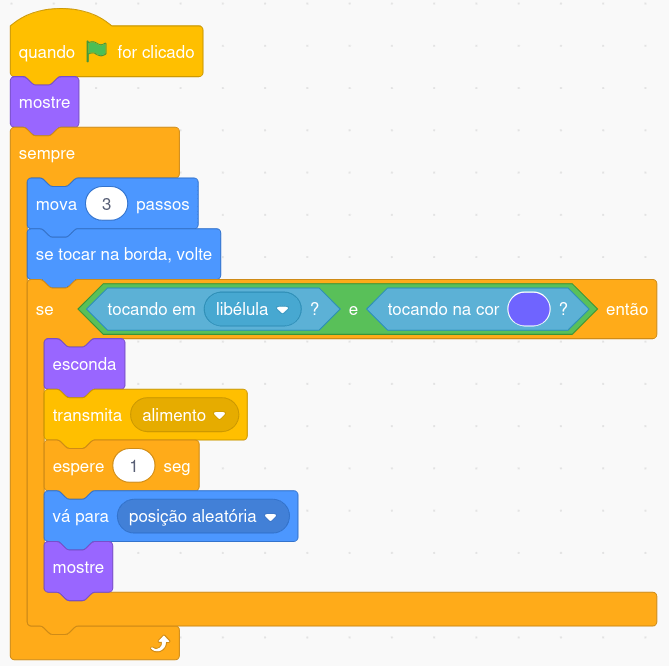 quando for clicado
mostre
sempre
mova 3 passos
se tocar na borda, volte
se tocando em libélula ? e tocando na cor ? então
esconda
transmita alimento
espere 1 seg
vá para posição aleatória
mostre